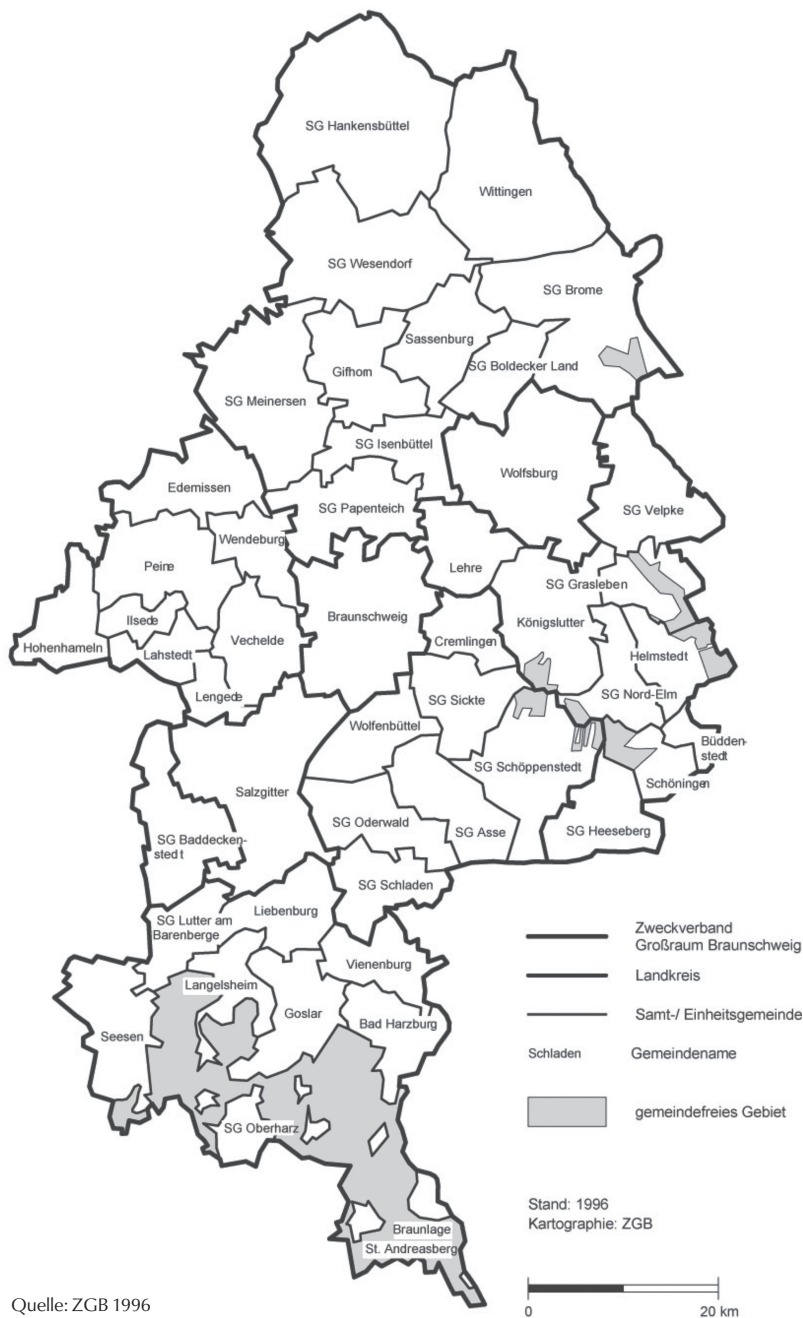 SG Hankensbüttel
Wittingen
SG Wesendorf
SG Brome
Sassenburg
Gifhorn
SG Boldecker Land
SG Meinersen
SG Isenbüttel
Wolfsburg
Edemissen
SG Papenteich
SG Velpke
Wendeburg
Peine
Lehre
SG Grasleben
Braunschweig
Königslutter
Ilsede
Hohenhameln
Lahstedt
Vechelde
Cremlingen
Helmstedt
Lengede
SG Sickte
SG Nord-Elm
Wolfenbüttel
Büdden-
stedt
SG Schöppenstedt
Schöningen
Salzgitter
SG Oderwald
SG Asse
SG Heeseberg
SG Baddecken-
stedt
SG Schladen
SG Lutter am
Barenberge
Liebenburg
Vienenburg
Langelsheim
Goslar
Bad Harzburg
Seesen
SG Oberharz
Braunlage
St. Andreasberg
Zweckverband
Großraum Braunschweig
Landkreis
Samt-/ Einheitsgemeinde
Schladen Gemeindename
gemeindefreies Gebiet
Stand: 1996
Kartographie: ZGB
0 20 km
Quelle: ZGB 1996